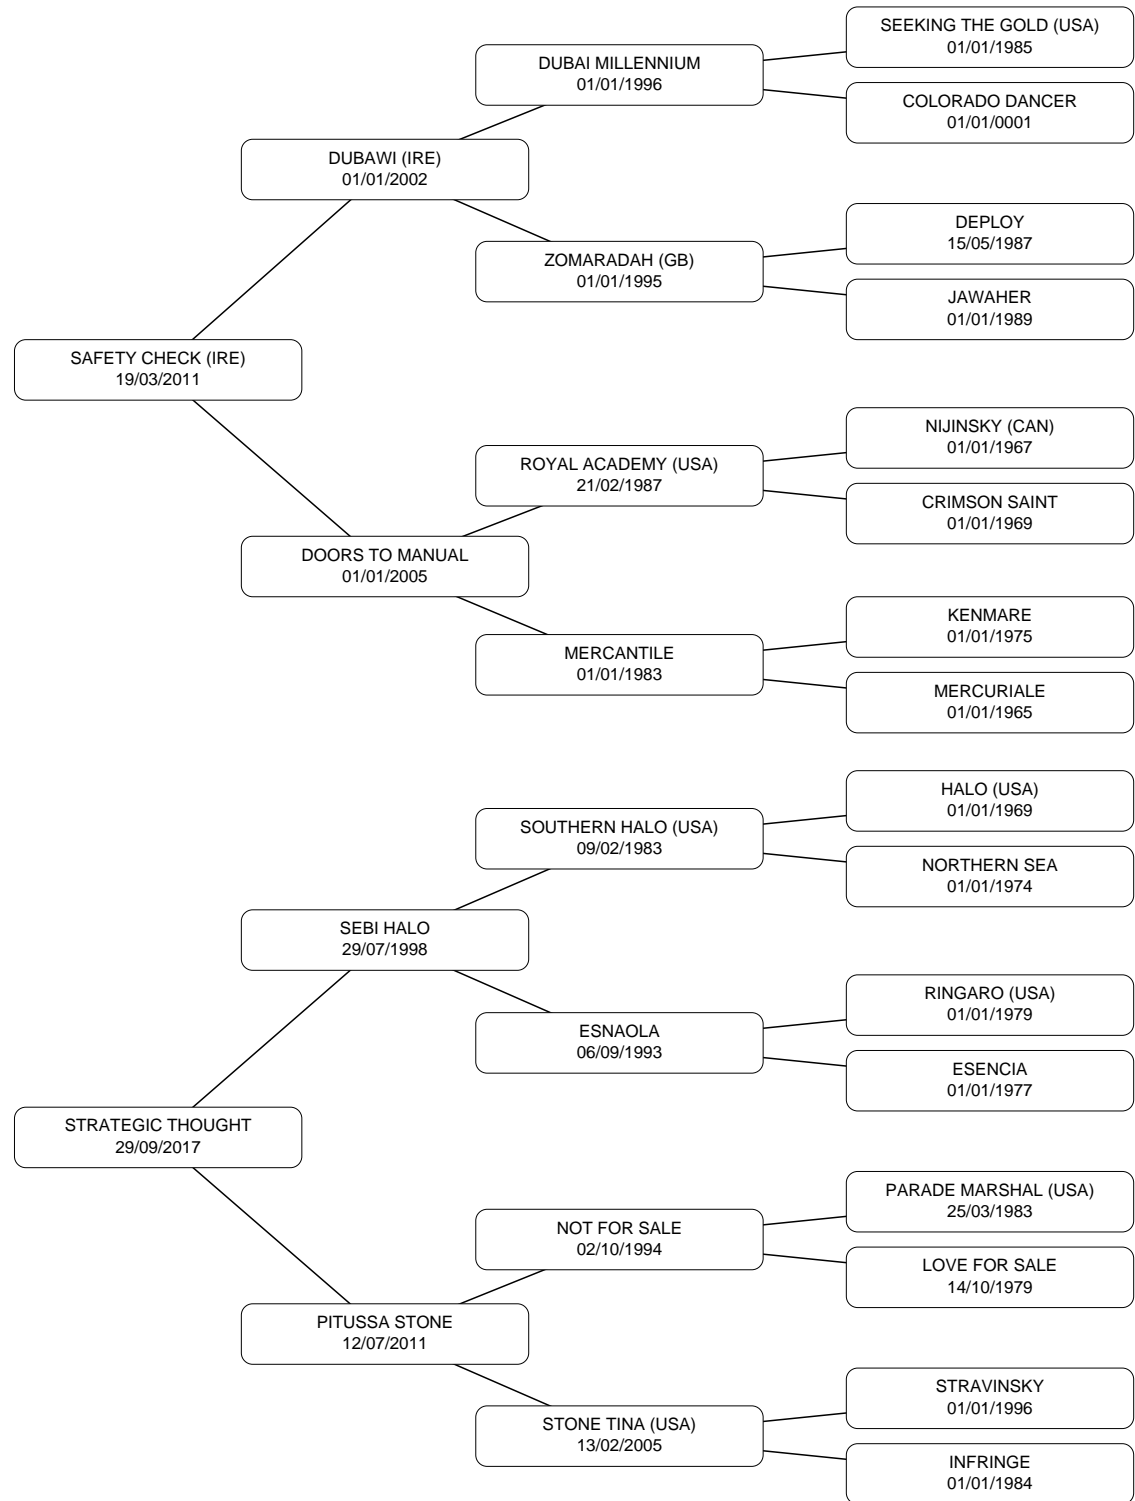 SEEKING THE GOLD (USA)
01/01/1985
DUBAI MILLENNIUM
01/01/1996
COLORADO DANCER
01/01/0001
DUBAWI (IRE)
01/01/2002
DEPLOY
15/05/1987
ZOMARADAH (GB)
01/01/1995
JAWAHER
01/01/1989
SAFETY CHECK (IRE)
19/03/2011
NIJINSKY (CAN)
01/01/1967
ROYAL ACADEMY (USA)
21/02/1987
CRIMSON SAINT
01/01/1969
DOORS TO MANUAL
01/01/2005
KENMARE
01/01/1975
MERCANTILE
01/01/1983
MERCURIALE
01/01/1965
HALO (USA)
01/01/1969
SOUTHERN HALO (USA)
09/02/1983
NORTHERN SEA
01/01/1974
SEBI HALO
29/07/1998
RINGARO (USA)
01/01/1979
ESNAOLA
06/09/1993
ESENCIA
01/01/1977
STRATEGIC THOUGHT
29/09/2017
PARADE MARSHAL (USA)
25/03/1983
NOT FOR SALE
02/10/1994
LOVE FOR SALE
14/10/1979
PITUSSA STONE
12/07/2011
STRAVINSKY
01/01/1996
STONE TINA (USA)
13/02/2005
INFRINGE
01/01/1984